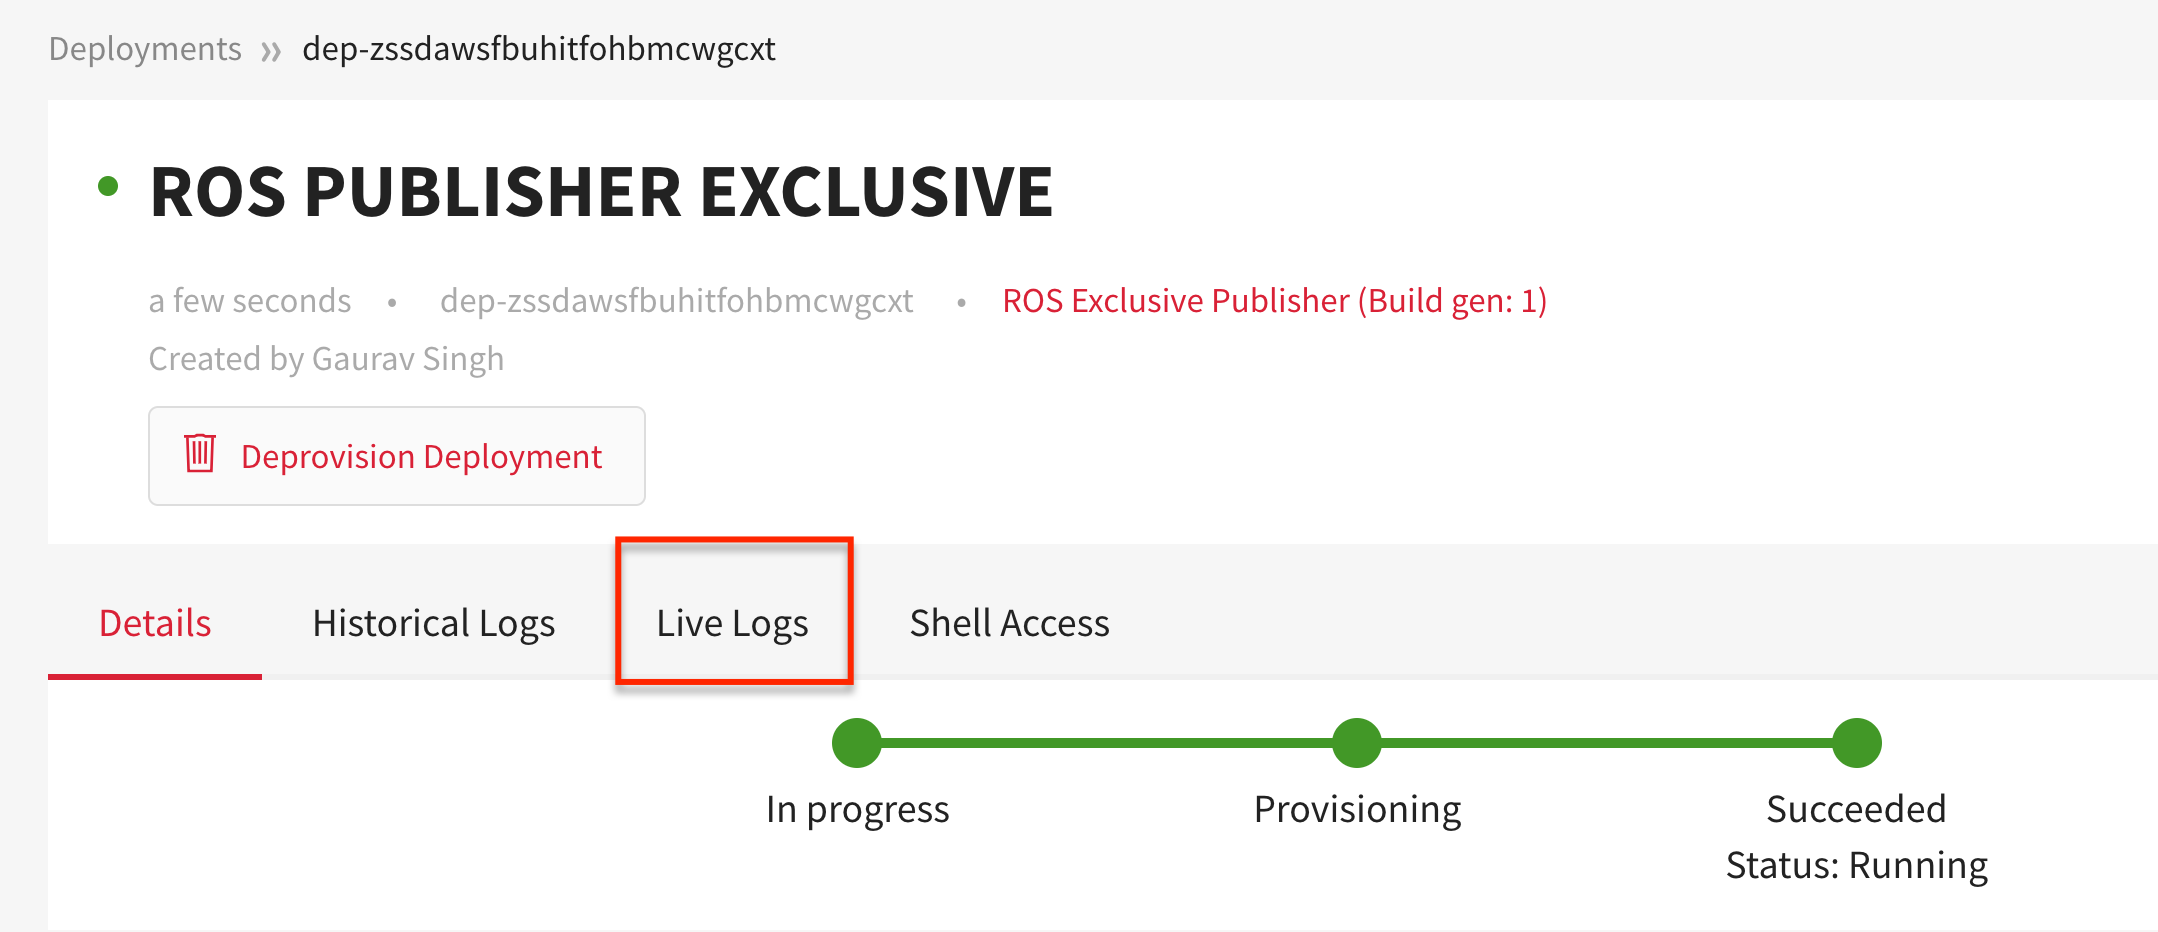 Deployments » dep-zssdawsfbuhitfohbmcwgcxt
ROS PUBLISHER EXCLUSIVE
a few seconds • dep-zssdawsfbuhitfohbmcwgcxt • ROS Exclusive Publisher (Build gen: 1)
Created by Gaurav Singh
Deprovision Deployment
Details Historical Logs Live Logs Shell Access
In progress Provisioning Succeeded
Status: Running